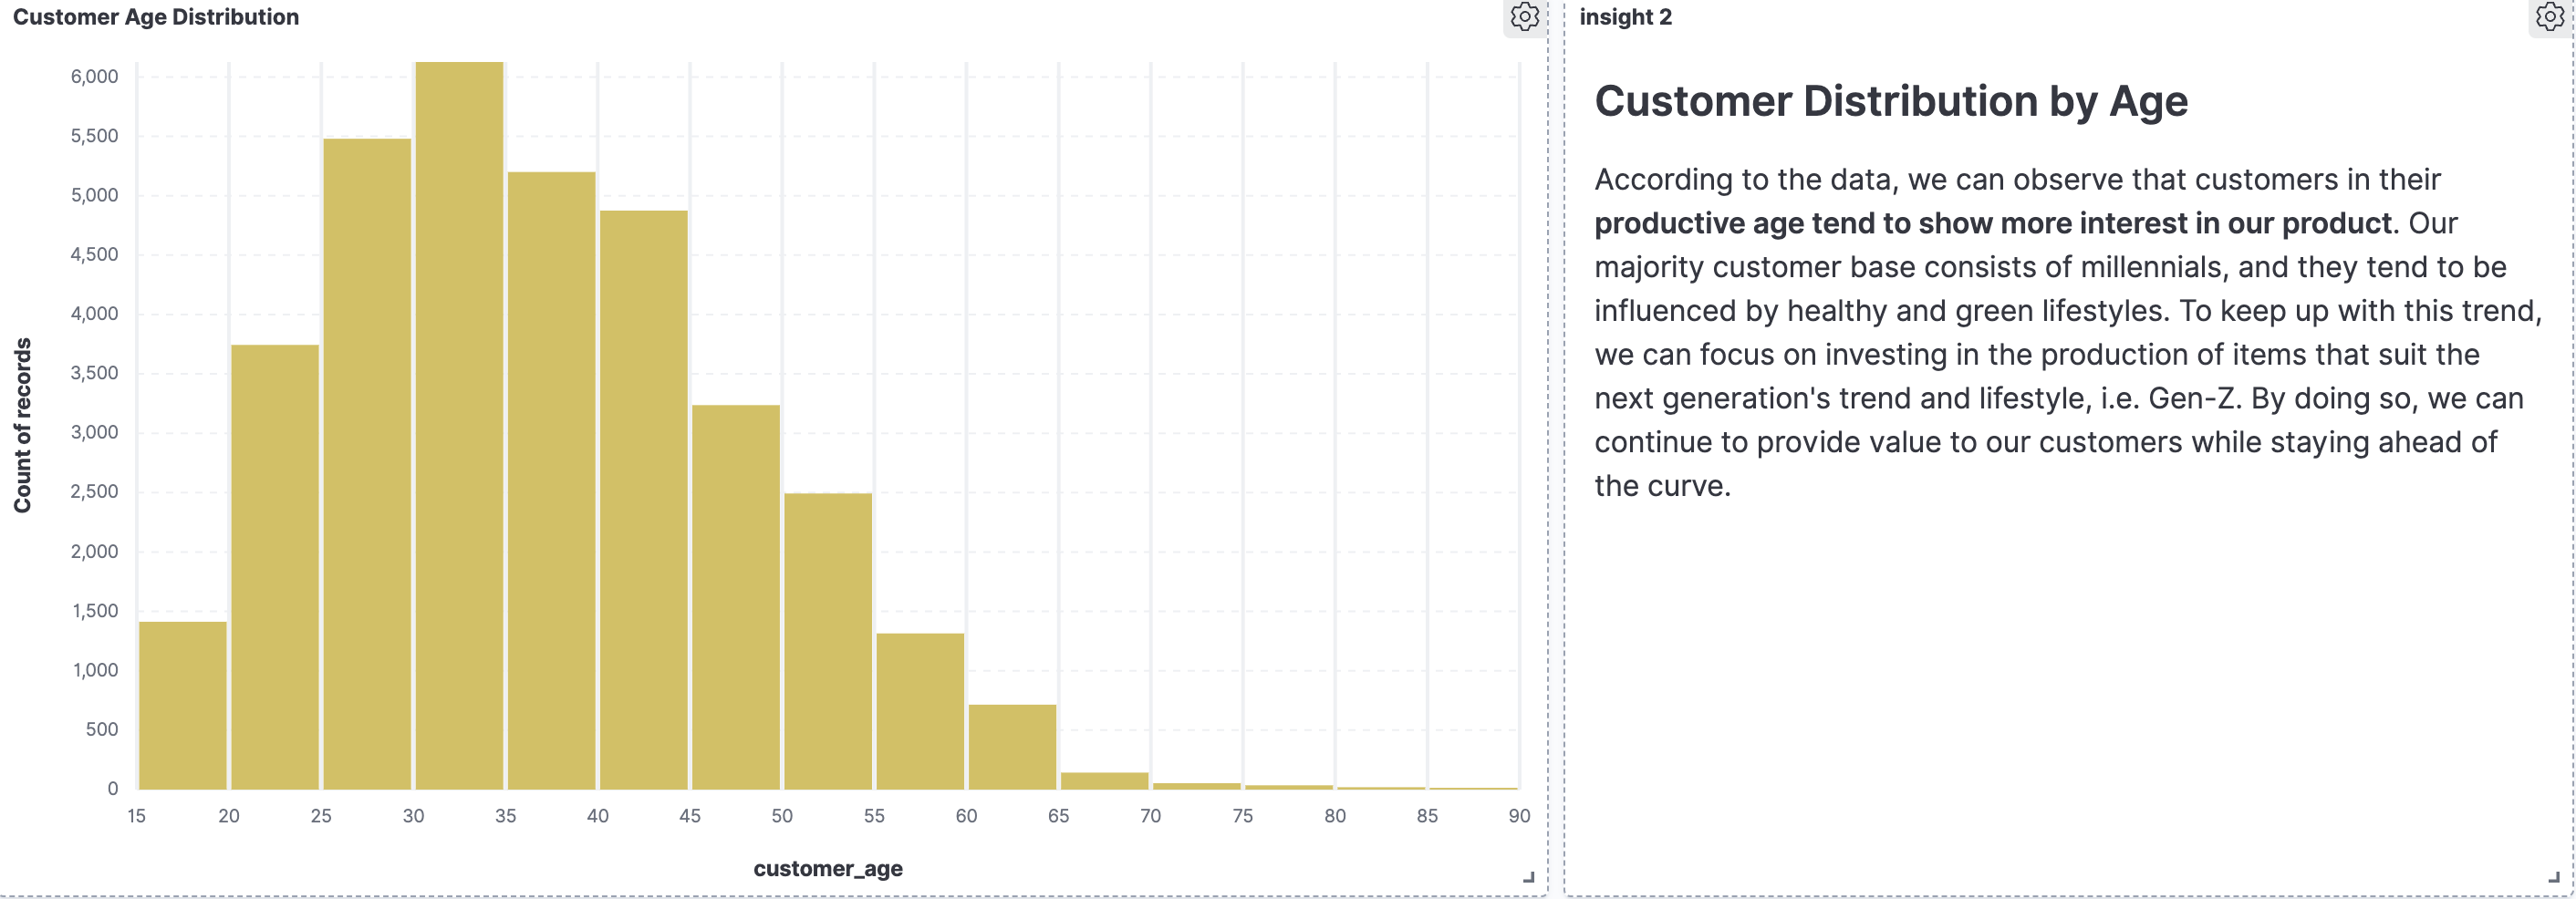 Customer Age Distribution
6,000
5,500
5,000
4,500
4,000
3,500
3,000
2,500
2,000
1,500
1,000
500
0
Count of records
15 20 25 30 35 40 45 50 55 60 65 70 75 80 85 90
customer_age
insight 2
Customer Distribution by Age
According to the data, we can observe that customers in their
productive age tend to show more interest in our product. Our
majority customer base consists of millennials, and they tend to be
influenced by healthy and green lifestyles. To keep up with this trend,
we can focus on investing in the production of items that suit the
next generation's trend and lifestyle, i.e. Gen-Z. By doing so, we can
continue to provide value to our customers while staying ahead of
the curve.